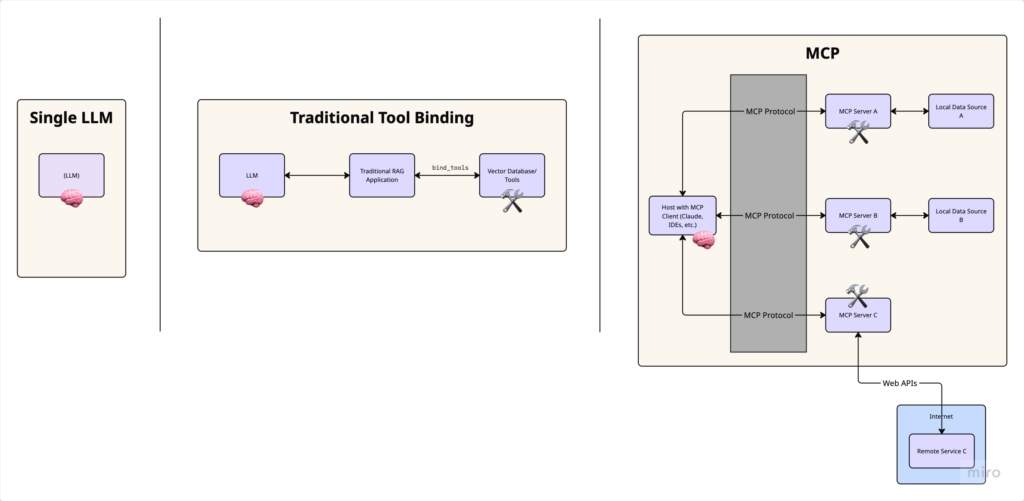 Single LLM
(LLM)
Traditional Tool Binding
LLM
Traditional RAG
Application
bind_tools
Vector Database/
Tools
MCP
MCP Protocol
MCP Server A
Local Data Source
A
Host with MCP
Client (Claude,
IDEs, etc.)
MCP Protocol
MCP Server B
Local Data Source
B
MCP Protocol
MCP Server C
Web APIs
Internet
Remote Service C
miro